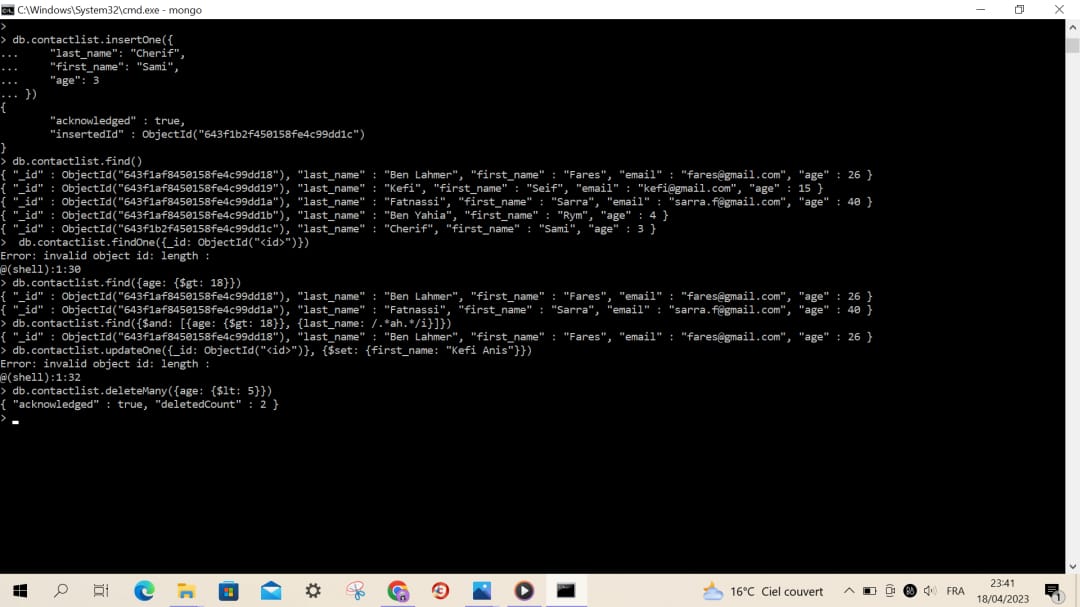 C:\Windows\System32\cmd.exe - mongo
>
> db.contactlist.insertOne({
...     "last_name": "Cherif",
...     "first_name": "Sami",
...     "age": 3
... })
{
        "acknowledged" : true,
        "insertedId" : ObjectId("643f1b2f450158fe4c99dd1c")
}
> db.contactlist.find()
{ "_id" : ObjectId("643f1af8450158fe4c99dd18"), "last_name" : "Ben Lahmer", "first_name" : "Fares", "email" : "fares@gmail.com", "age" : 26 }
{ "_id" : ObjectId("643f1af8450158fe4c99dd19"), "last_name" : "Kefi", "first_name" : "Seif", "email" : "kefi@gmail.com", "age" : 15 }
{ "_id" : ObjectId("643f1af8450158fe4c99dd1a"), "last_name" : "Fatnassi", "first_name" : "Sarra", "email" : "sarra.f@gmail.com", "age" : 40 }
{ "_id" : ObjectId("643f1af8450158fe4c99dd1b"), "last_name" : "Ben Yahia", "first_name" : "Rym", "age" : 4 }
{ "_id" : ObjectId("643f1b2f450158fe4c99dd1c"), "last_name" : "Cherif", "first_name" : "Sami", "age" : 3 }
>  db.contactlist.findOne({_id: ObjectId("<id>")})
Error: invalid object id: length :
@(shell):1:30
> db.contactlist.find({age: {$gt: 18}})
{ "_id" : ObjectId("643f1af8450158fe4c99dd18"), "last_name" : "Ben Lahmer", "first_name" : "Fares", "email" : "fares@gmail.com", "age" : 26 }
{ "_id" : ObjectId("643f1af8450158fe4c99dd1a"), "last_name" : "Fatnassi", "first_name" : "Sarra", "email" : "sarra.f@gmail.com", "age" : 40 }
> db.contactlist.find({$and: [{age: {$gt: 18}}, {last_name: /.*ah.*/i}]})
{ "_id" : ObjectId("643f1af8450158fe4c99dd18"), "last_name" : "Ben Lahmer", "first_name" : "Fares", "email" : "fares@gmail.com", "age" : 26 }
> db.contactlist.updateOne({_id: ObjectId("<id>")}, {$set: {first_name: "Kefi Anis"}})
Error: invalid object id: length :
@(shell):1:32
> db.contactlist.deleteMany({age: {$lt: 5}})
{ "acknowledged" : true, "deletedCount" : 2 }
>
16°C Ciel couvert
FRA
23:41
18/04/2023
1